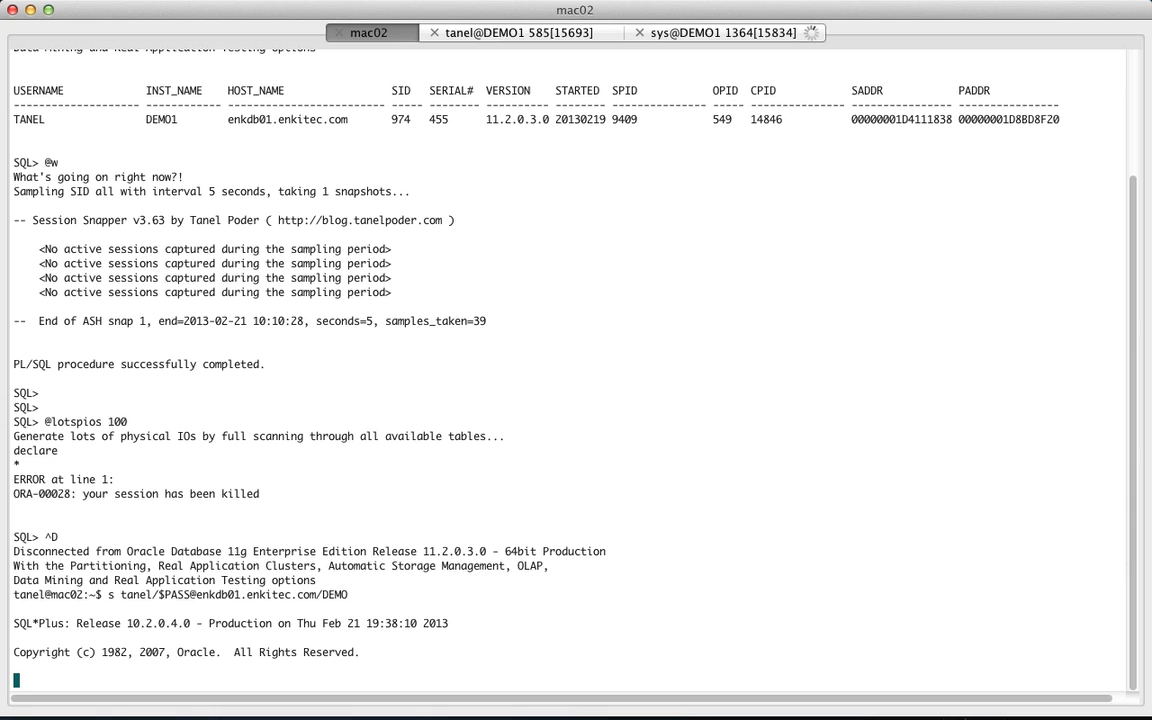 mac02
mac02 tanel@DEMO1 585[15693] sys@DEMO1 1364[15834]
Data Mining and Real Application Testing options
USERNAME INST_NAME HOST_NAME SID SERIAL# VERSION STARTED SPID OPID CPID SADDR PADDR
-------------------- ------------ ------------------------- ----- -------- ---------- -------- --------------- ----- --------------- ---------------- ----------------
TANEL DEMO1 enkdb01.enkitec.com 974 455 11.2.0.3.0 20130219 9409 549 14846 00000001D4111838 00000001D8BD8F20
SQL> @w
What's going on right now?!
Sampling SID all with interval 5 seconds, taking 1 snapshots...
-- Session Snapper v3.63 by Tanel Poder ( http://blog.tanelpoder.com )
<No active sessions captured during the sampling period>
<No active sessions captured during the sampling period>
<No active sessions captured during the sampling period>
<No active sessions captured during the sampling period>
-- End of ASH snap 1, end=2013-02-21 10:10:28, seconds=5, samples_taken=39
PL/SQL procedure successfully completed.
SQL>
SQL>
SQL> @lotspios 100
Generate lots of physical IOs by full scanning through all available tables...
declare
*
ERROR at line 1:
ORA-00028: your session has been killed
SQL> ^D
Disconnected from Oracle Database 11g Enterprise Edition Release 11.2.0.3.0 - 64bit Production
With the Partitioning, Real Application Clusters, Automatic Storage Management, OLAP,
Data Mining and Real Application Testing options
tanel@mac02:~$ s tanel/$PASS@enkdb01.enkitec.com/DEMO
SQL*Plus: Release 10.2.0.4.0 - Production on Thu Feb 21 19:38:10 2013
Copyright (c) 1982, 2007, Oracle. All Rights Reserved.